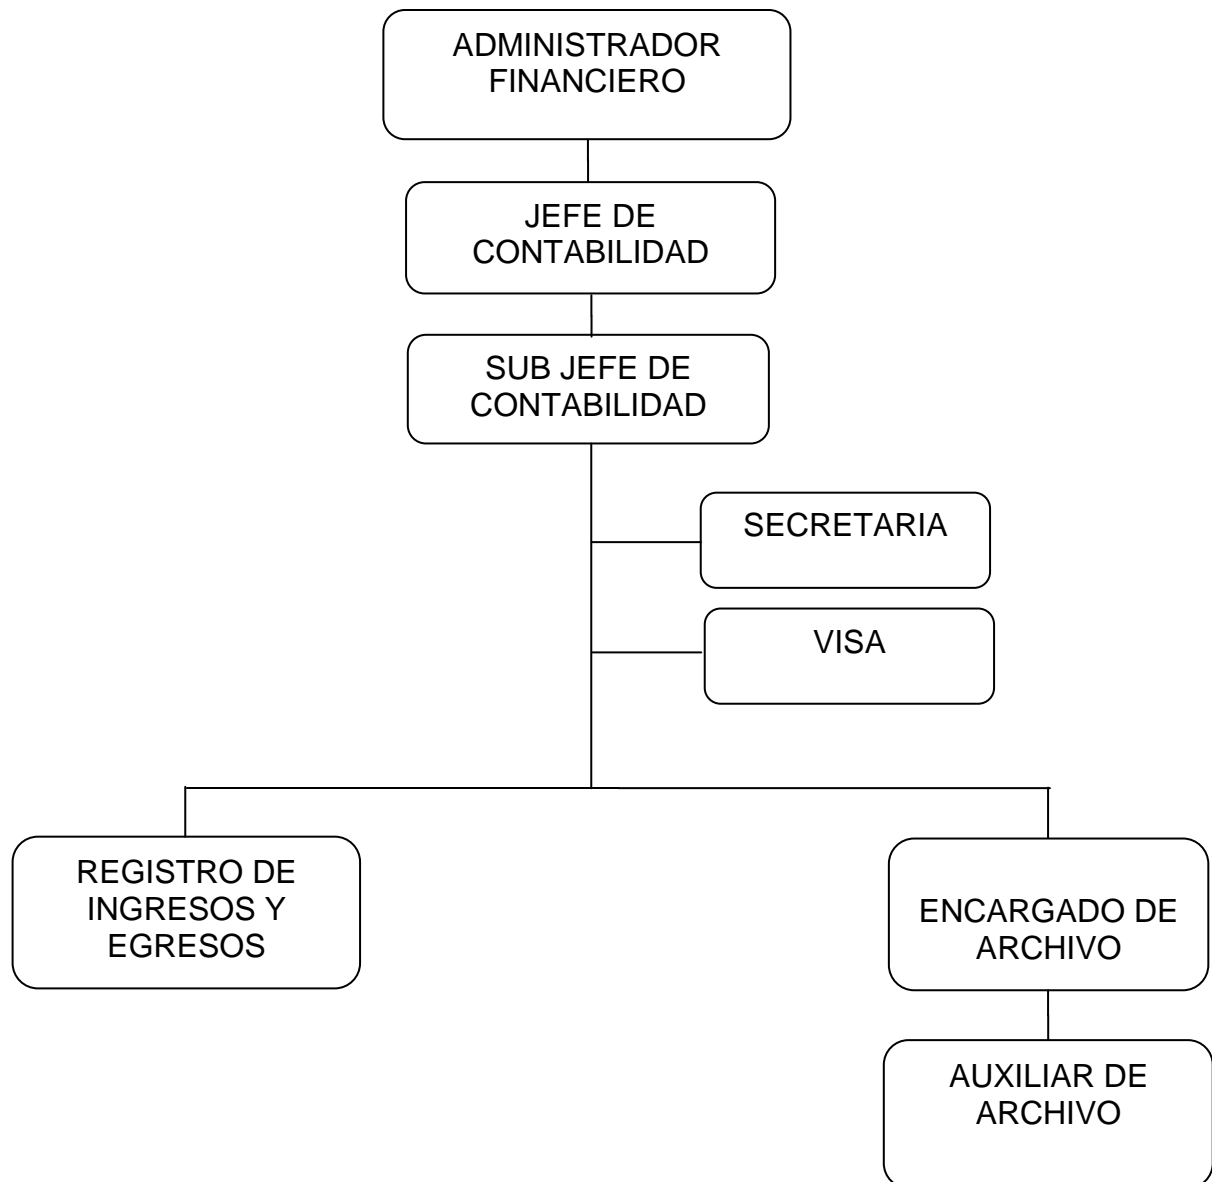 ADMINISTRADOR
FINANCIERO
JEFE DE
CONTABILIDAD
SUB JEFE DE
CONTABILIDAD
SECRETARIA
VISA
REGISTRO DE
INGRESOS Y
EGRESOS
ENCARGADO DE
ARCHIVO
AUXILIAR DE
ARCHIVO